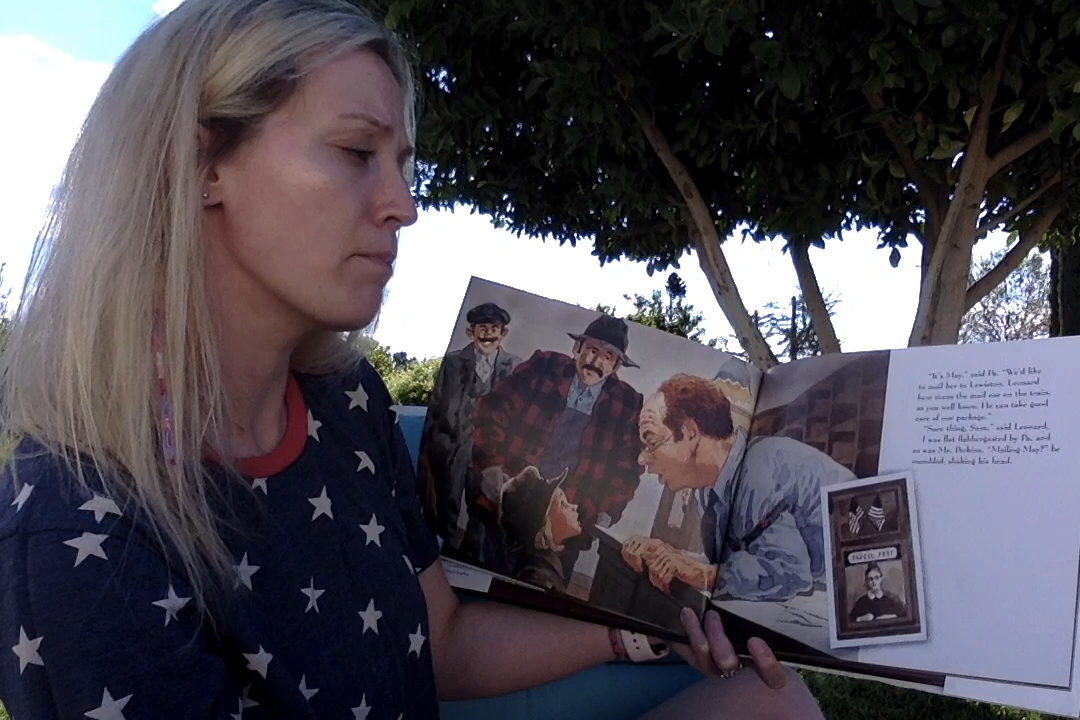 "It's May," said Pa. "We'd like
to mail her to Lewiston. Leonard
here mans the mail car on the train,
as you well know. He can take good
care of our package."
"Sure thing, Sam," said Leonard.
I was flat flabbergasted by Pa, and
so was Mr. Perkins. "Mailing May?" he
mumbled, shaking his head.
PARCEL POST